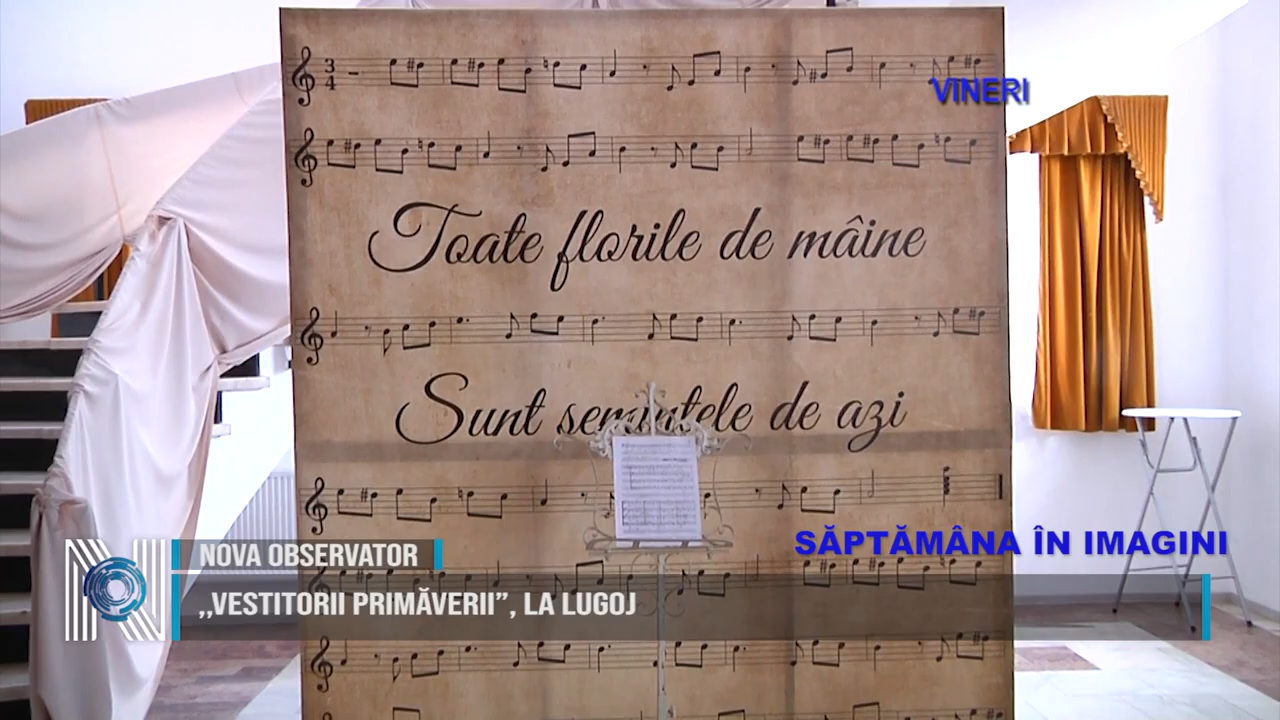 VINERI
Toate florile de mâine
Sunt semințele de azi
SĂPTĂMÂNA ÎN IMAGINI
NOVA OBSERVATOR
,,VESTITORII PRIMĂVERII”, LA LUGOJ